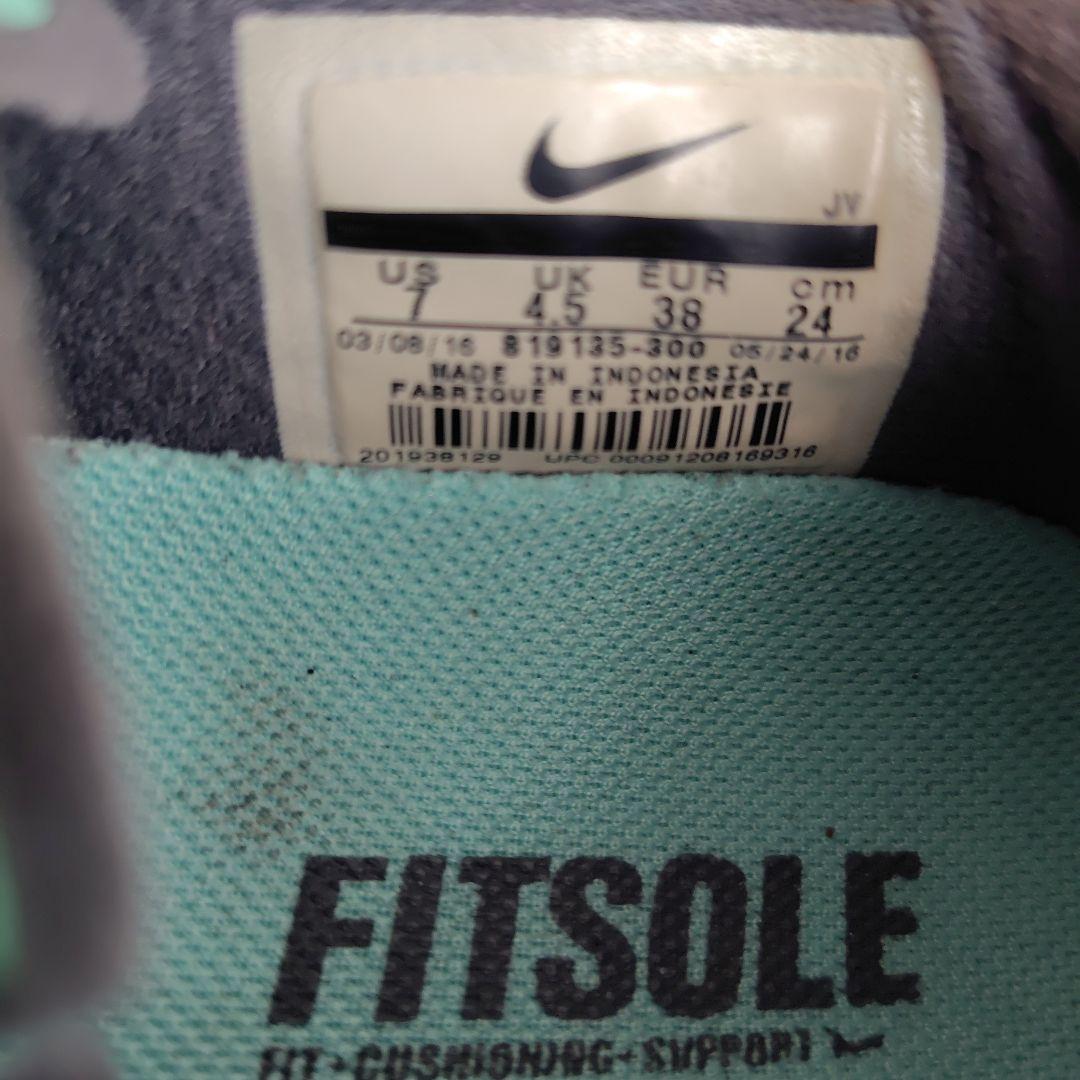 JV
US UK EUR cm
7 4.5 38 24
03/08/16 819135-300 05/24/16
MADE IN INDONESIA
FABRIQUE EN INDONESIE
201938129 UPC 00091208169316
FITSOLE
FIT+CUSHIONING+SUPPORT